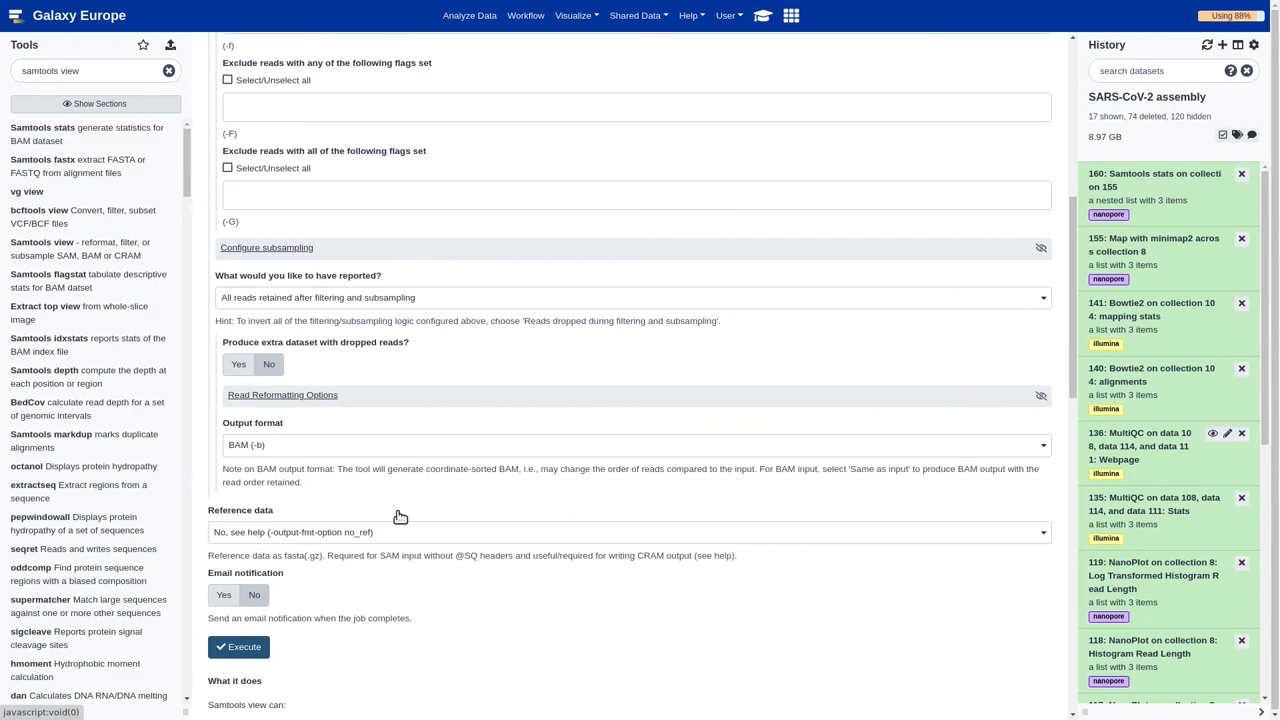 Galaxy Europe
Analyze Data Workflow Visualize Shared Data Help User
Using 88%
Tools
samtools view
Show Sections
Samtools stats generate statistics for
BAM dataset
Samtools fastx extract FASTA or
FASTQ from alignment files
vg view
bcftools view Convert, filter, subset
VCF/BCF files
Samtools view - reformat, filter, or
subsample SAM, BAM or CRAM
Samtools flagstat tabulate descriptive
stats for BAM datset
Extract top view from whole-slice
image
Samtools idxstats reports stats of the
BAM index file
Samtools depth compute the depth at
each position or region
BedCov calculate read depth for a set
of genomic intervals
Samtools markdup marks duplicate
alignments
octanol Displays protein hydropathy
extractseq Extract regions from a
sequence
pepwindowall Displays protein
hydropathy of a set of sequences
seqret Reads and writes sequences
oddcomp Find protein sequence
regions with a biased composition
supermatcher Match large sequences
against one or more other sequences
sigcleave Reports protein signal
cleavage sites
hmoment Hydrophobic moment
calculation
dan Calculates DNA RNA/DNA melting
javascript:void(0)
(-f)
Exclude reads with any of the following flags set
Select/Unselect all
(-F)
Exclude reads with all of the following flags set
Select/Unselect all
(-G)
Configure subsampling
What would you like to have reported?
All reads retained after filtering and subsampling
Hint: To invert all of the filtering/subsampling logic configured above, choose 'Reads dropped during filtering and subsampling'.
Produce extra dataset with dropped reads?
Yes No
Read Reformatting Options
Output format
BAM (-b)
Note on BAM output format: The tool will generate coordinate-sorted BAM, i.e., may change the order of reads compared to the input. For BAM input, select 'Same as input' to produce BAM output with the
read order retained.
Reference data
No, see help (-output-fmt-option no_ref)
Reference data as fasta(.gz). Required for SAM input without @SQ headers and useful/required for writing CRAM output (see help).
Email notification
Yes No
Send an email notification when the job completes.
Execute
What it does
Samtools view can:
History
search datasets
SARS-CoV-2 assembly
17 shown, 74 deleted, 120 hidden
8.97 GB
160: Samtools stats on collecti
on 155
a nested list with 3 items
nanopore
155: Map with minimap2 acros
s collection 8
a list with 3 items
nanopore
141: Bowtie2 on collection 10
4: mapping stats
a list with 3 items
illumina
140: Bowtie2 on collection 10
4: alignments
a list with 3 items
illumina
136: MultiQC on data 10
8, data 114, and data 11
1: Webpage
illumina
135: MultiQC on data 108, data
114, and data 111: Stats
a list with 3 items
illumina
119: NanoPlot on collection 8:
Log Transformed Histogram R
ead Length
a list with 3 items
nanopore
118: NanoPlot on collection 8:
Histogram Read Length
a list with 3 items
nanopore